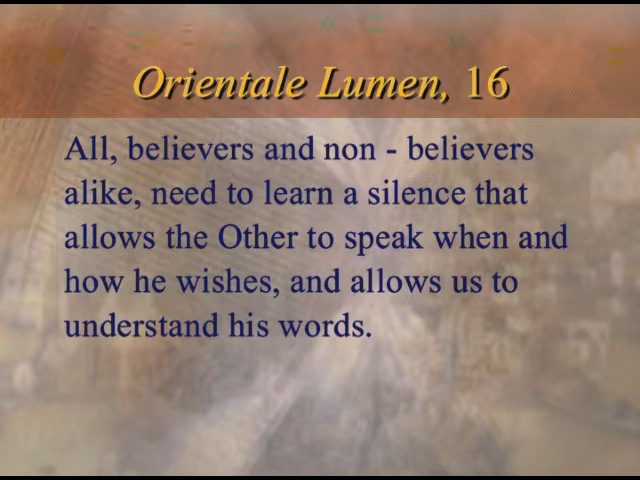 Orientale Lumen, 16
All, believers and non - believers
alike, need to learn a silence that
allows the Other to speak when and
how he wishes, and allows us to
understand his words.